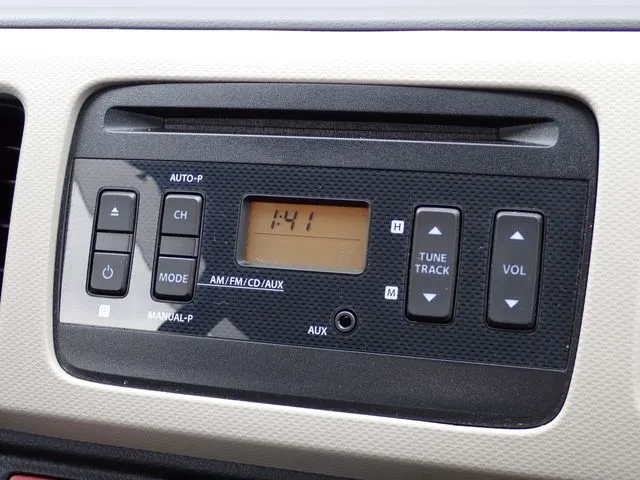 AUTO-P
CH
1:41
H
TUNE
TRACK
VOL
MODE
AM/FM/CD/AUX
M
MANUAL-P
AUX